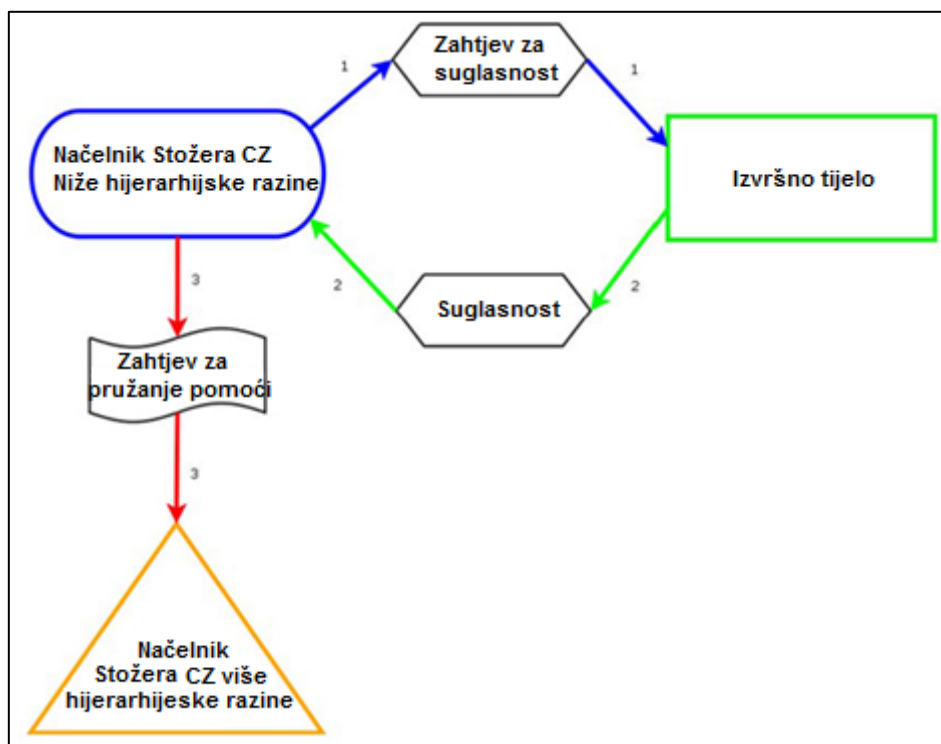 Zahtjev za
suglasnost
1
1
Načelnik Stožera CZ
Niže hijerarhijske razine
Izvršno tijelo
2
Suglasnost
2
3
Zahtjev za
pružanje pomoći
3
Načelnik
Stožera CZ više
hijerarhijeske razine